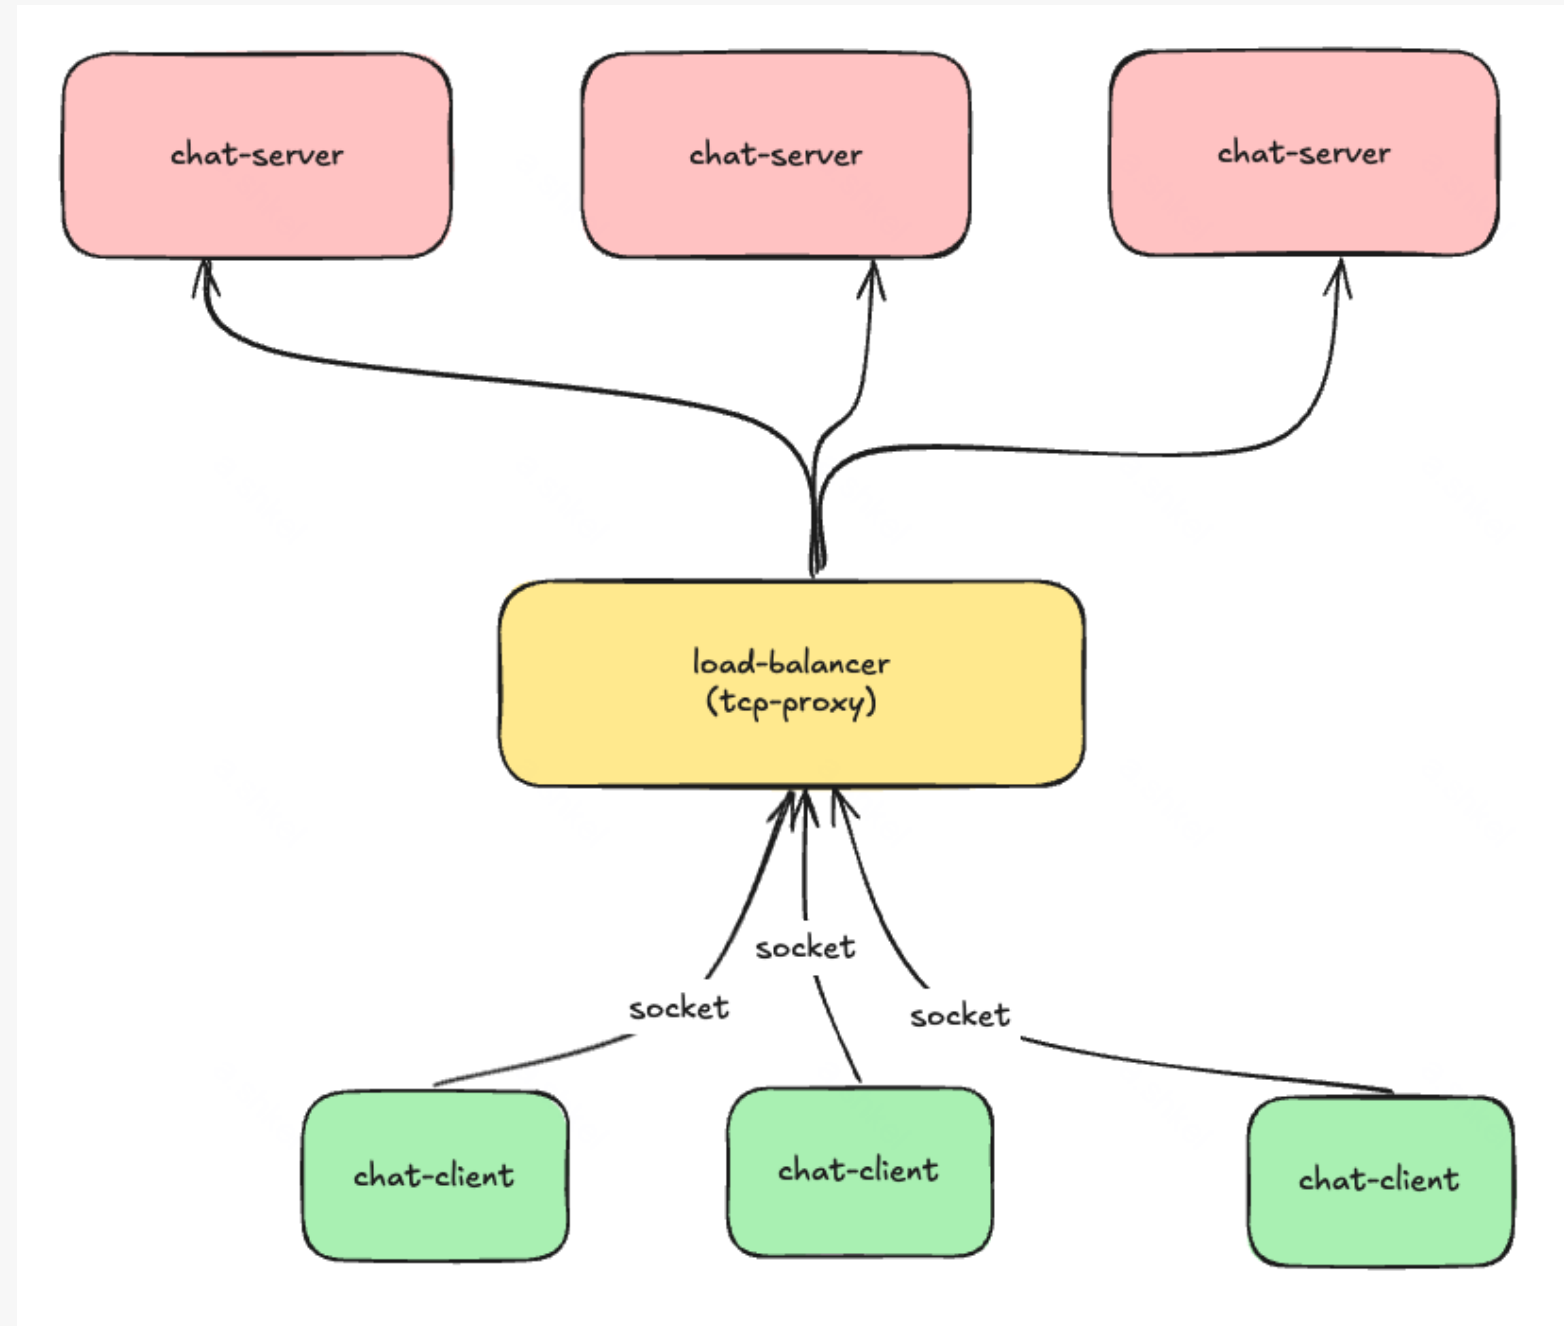 chat-server
chat-server
chat-server
load-balancer
(tcp-proxy)
socket
socket
socket
chat-client
chat-client
chat-client